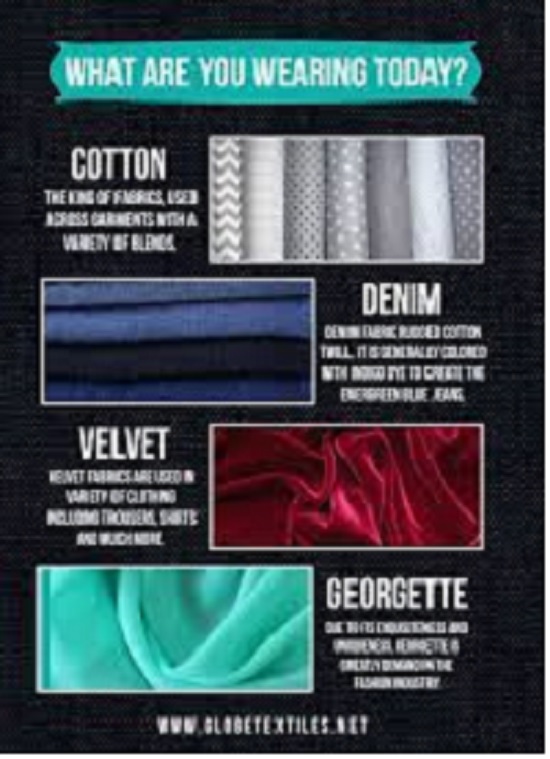 WHAT ARE YOU WEARING TODAY?
COTTON
THE KING OF FABRICS, USED
ACROSS GARMENTS WITH A
VARIETY OF BLENDS.
DENIM
DENIM FABRIC RUGGED COTTON
TWILL. IT IS GENERALLY COLORED
WITH INDIGO DYE TO CREATE THE
EVERGREEN BLUE JEANS.
VELVET
VELVET FABRICS ARE USED IN
VARIETY OF CLOTHING
INCLUDING TROUSERS, SHIRTS
AND MUCH MORE.
GEORGETTE
DUE TO ITS EXQUISITENESS AND
UNIQUENESS, IS
GREATLY DEMAND IN THE
FASHION INDUSTRY
WWW.GLOBETEXTILES.NET